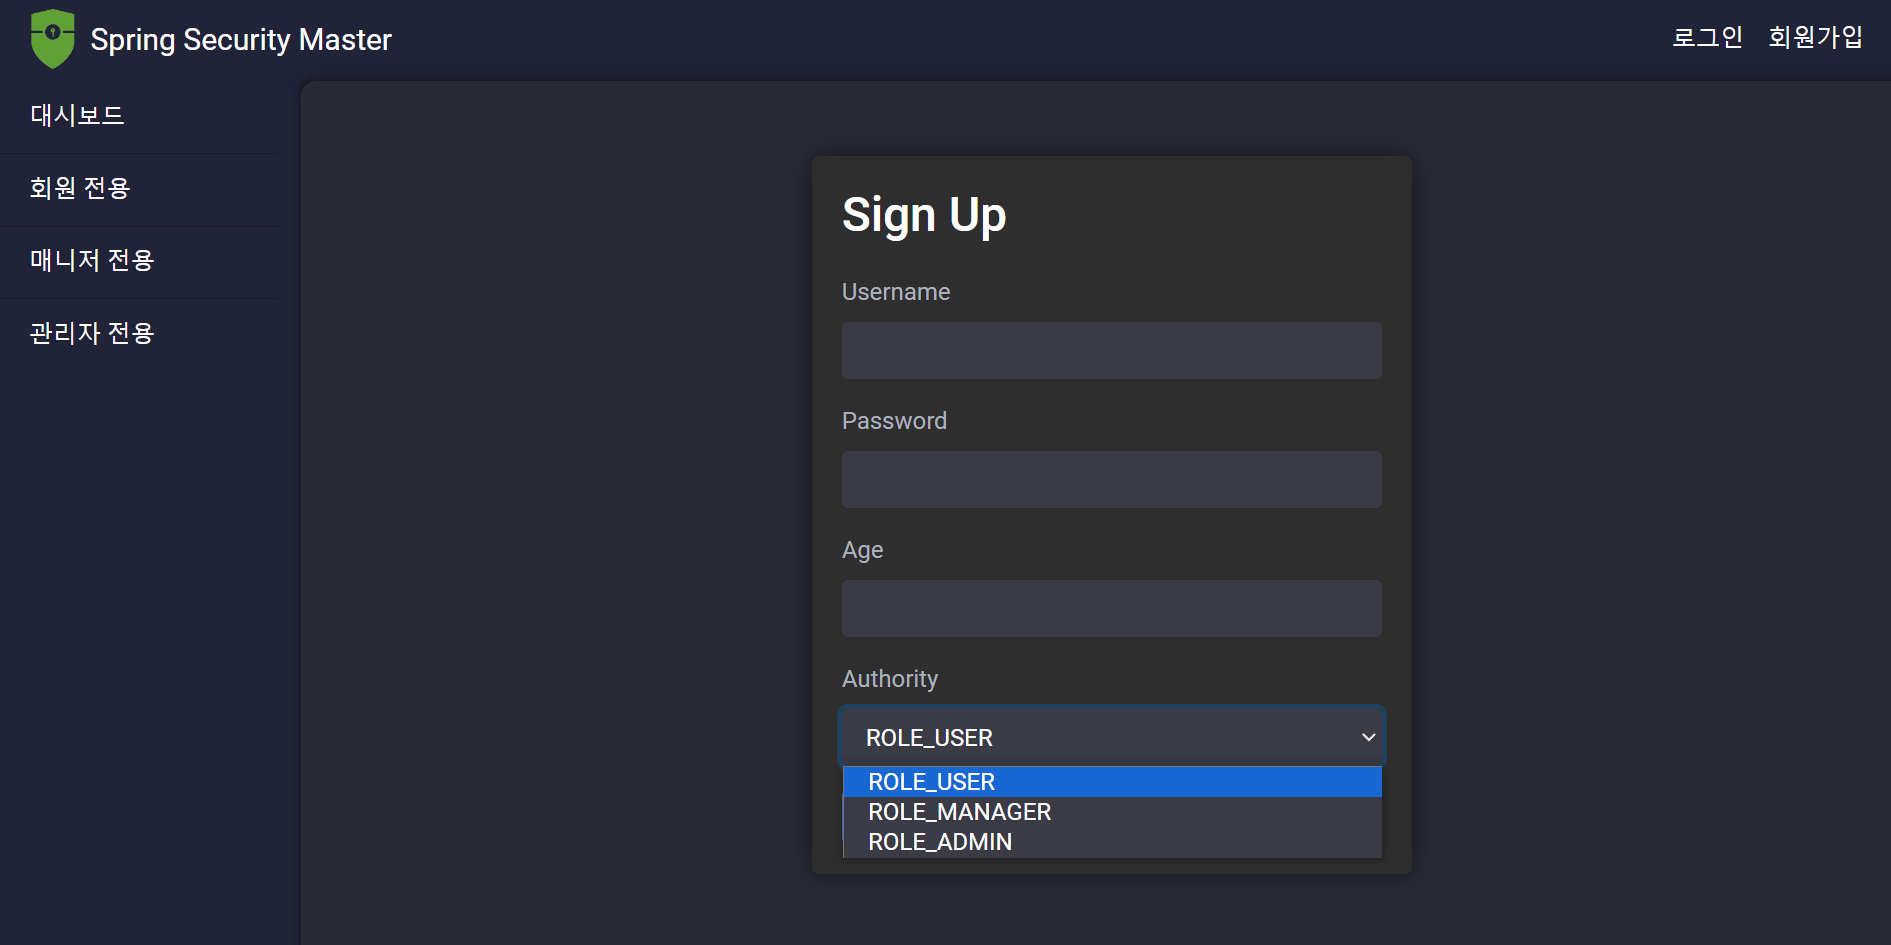 Spring Security Master
로그인 회원가입
대시보드
회원 전용
매니저 전용
관리자 전용
Sign Up
Username
Password
Age
Authority
ROLE_USER
ROLE_USER
ROLE_MANAGER
ROLE_ADMIN